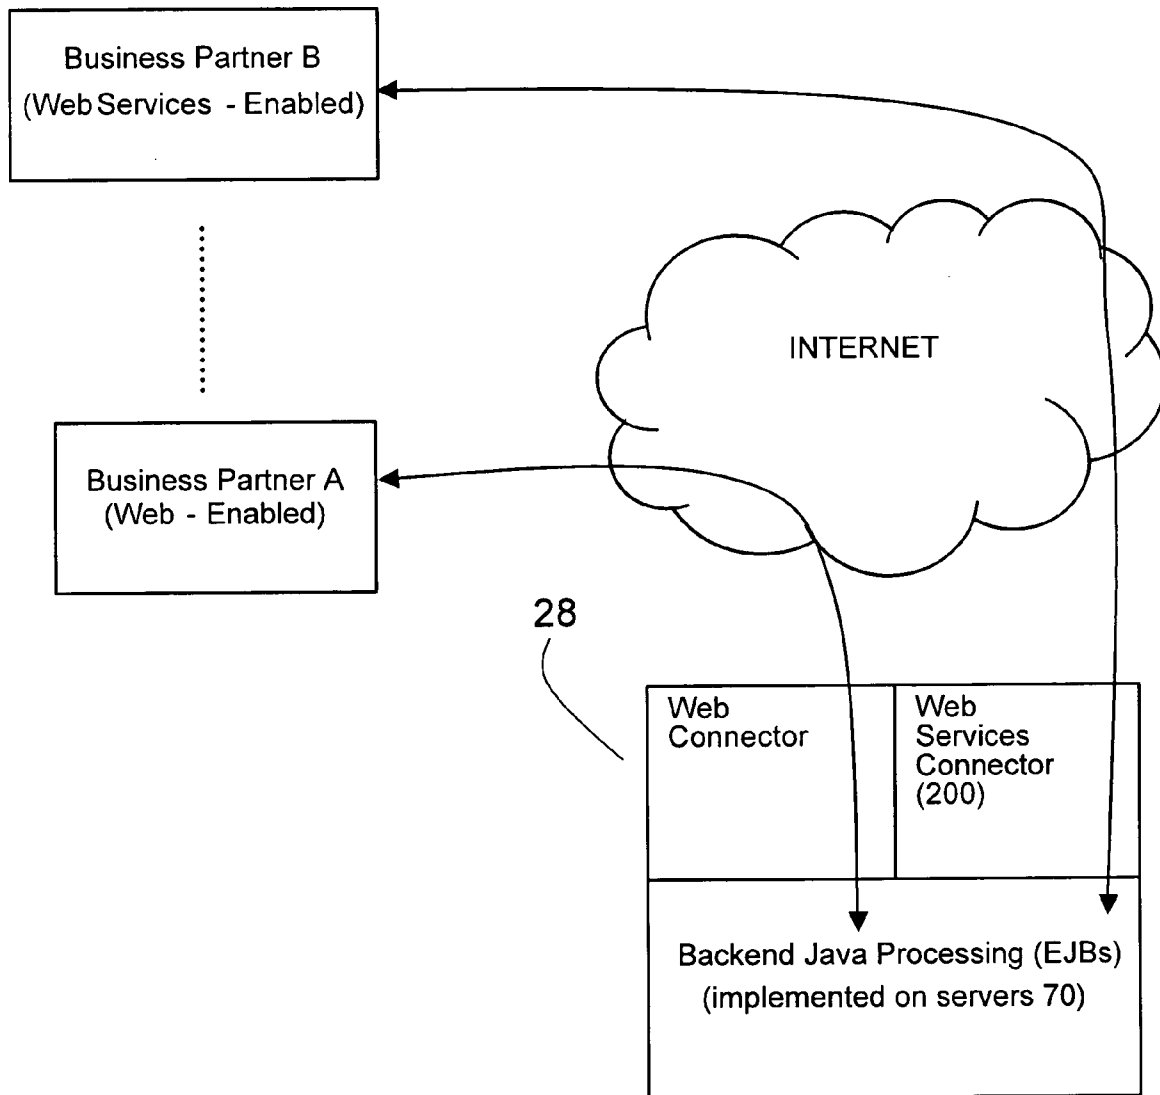 Business Partner B
(Web Services - Enabled)
INTERNET
Business Partner A
(Web - Enabled)
28
Web
Connector
Web
Services
Connector
(200)
Backend Java Processing (EJBs)
(implemented on servers 70)